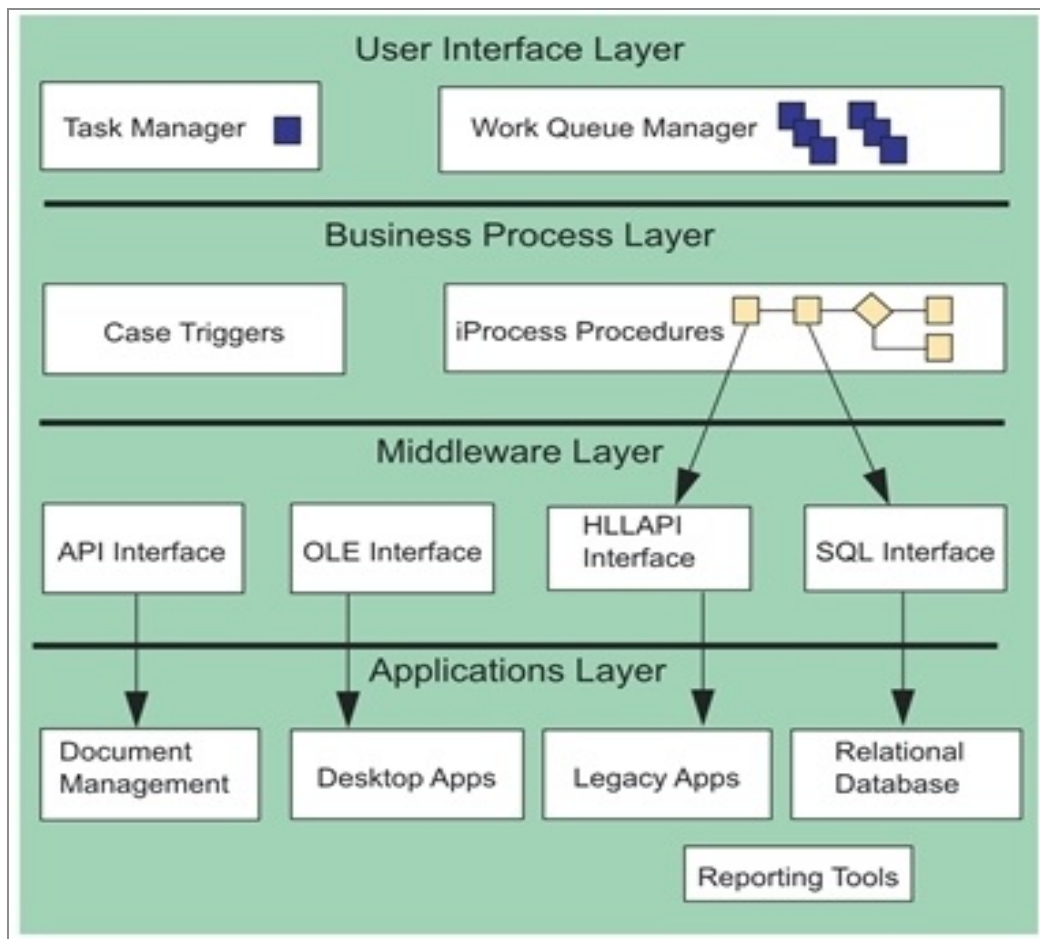 User Interface Layer
Task Manager
Work Queue Manager
Business Process Layer
Case Triggers
iProcess Procedures
Middleware Layer
API Interface
OLE Interface
HLLAPI
Interface
SQL Interface
Applications Layer
Document
Management
Desktop Apps
Legacy Apps
Relational
Database
Reporting Tools